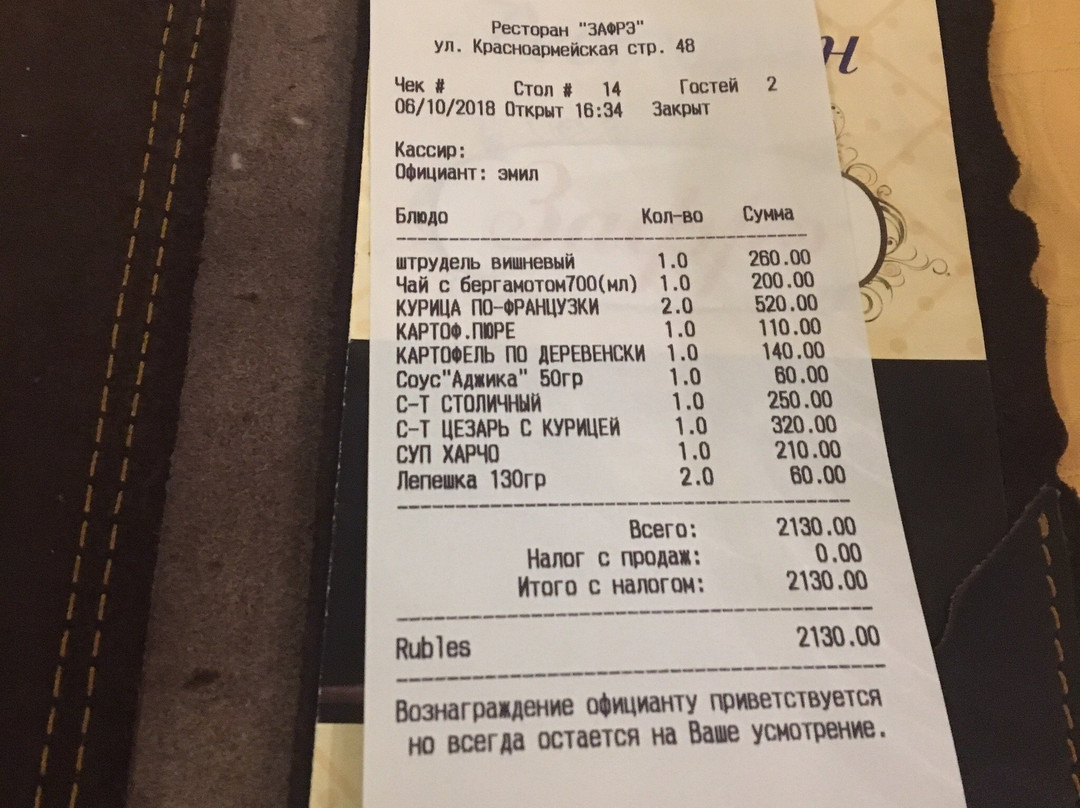 Ресторан "ЗАФРЭ"
ул. Красноармейская стр. 48
Чек # Стол # 14 Гостей 2
06/10/2018 Открыт 16:34 Закрыт
Кассир:
Официант: эмил
Блюдо Кол-во Сумма
штрудель вишневый 1.0 260.00
Чай с бергамотом700(мл) 1.0 200.00
КУРИЦА ПО-ФРАНЦУЗКИ 2.0 520.00
КАРТОФ.ПЮРЕ 1.0 110.00
КАРТОФЕЛЬ ПО ДЕРЕВЕНСКИ 1.0 140.00
Соус"Аджика" 50гр 1.0 60.00
С-Т СТОЛИЧНЫЙ 1.0 250.00
С-Т ЦЕЗАРЬ С КУРИЦЕЙ 1.0 320.00
СУП ХАРЧО 1.0 210.00
Лепешка 130гр 2.0 60.00
Всего: 2130.00
Налог с продаж: 0.00
Итого с налогом: 2130.00
Rubles 2130.00
Вознаграждение официанту приветствуется
но всегда остается на Ваше усмотрение.